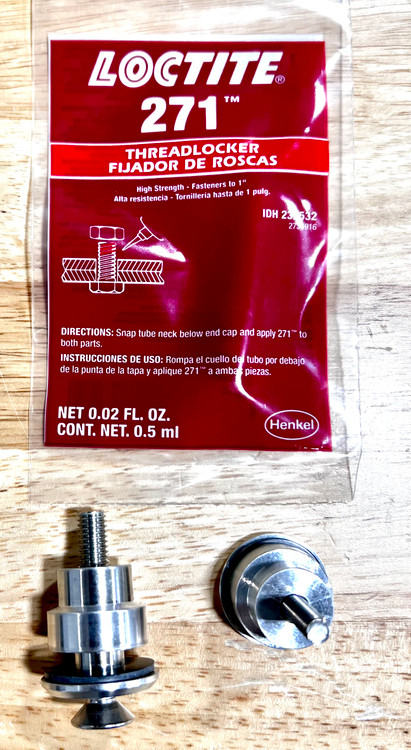 LOCTITE®
271™
THREADLOCKER
FIJADOR DE ROSCAS
High Strength - Fasteners to 1"
Alta resistencia - Tornillería hasta de 1 pulg.
IDH
DIRECTIONS: Snap tube neck below end cap and apply 271™ to
both parts.
INSTRUCCIONES DE USO: Rompa el cuello del tubo por debajo
de la punta de la tapa y aplique 271™ a ambas piezas.
NET 0.02 FL. OZ.
CONT. NET. 0.5 ml
Henkel